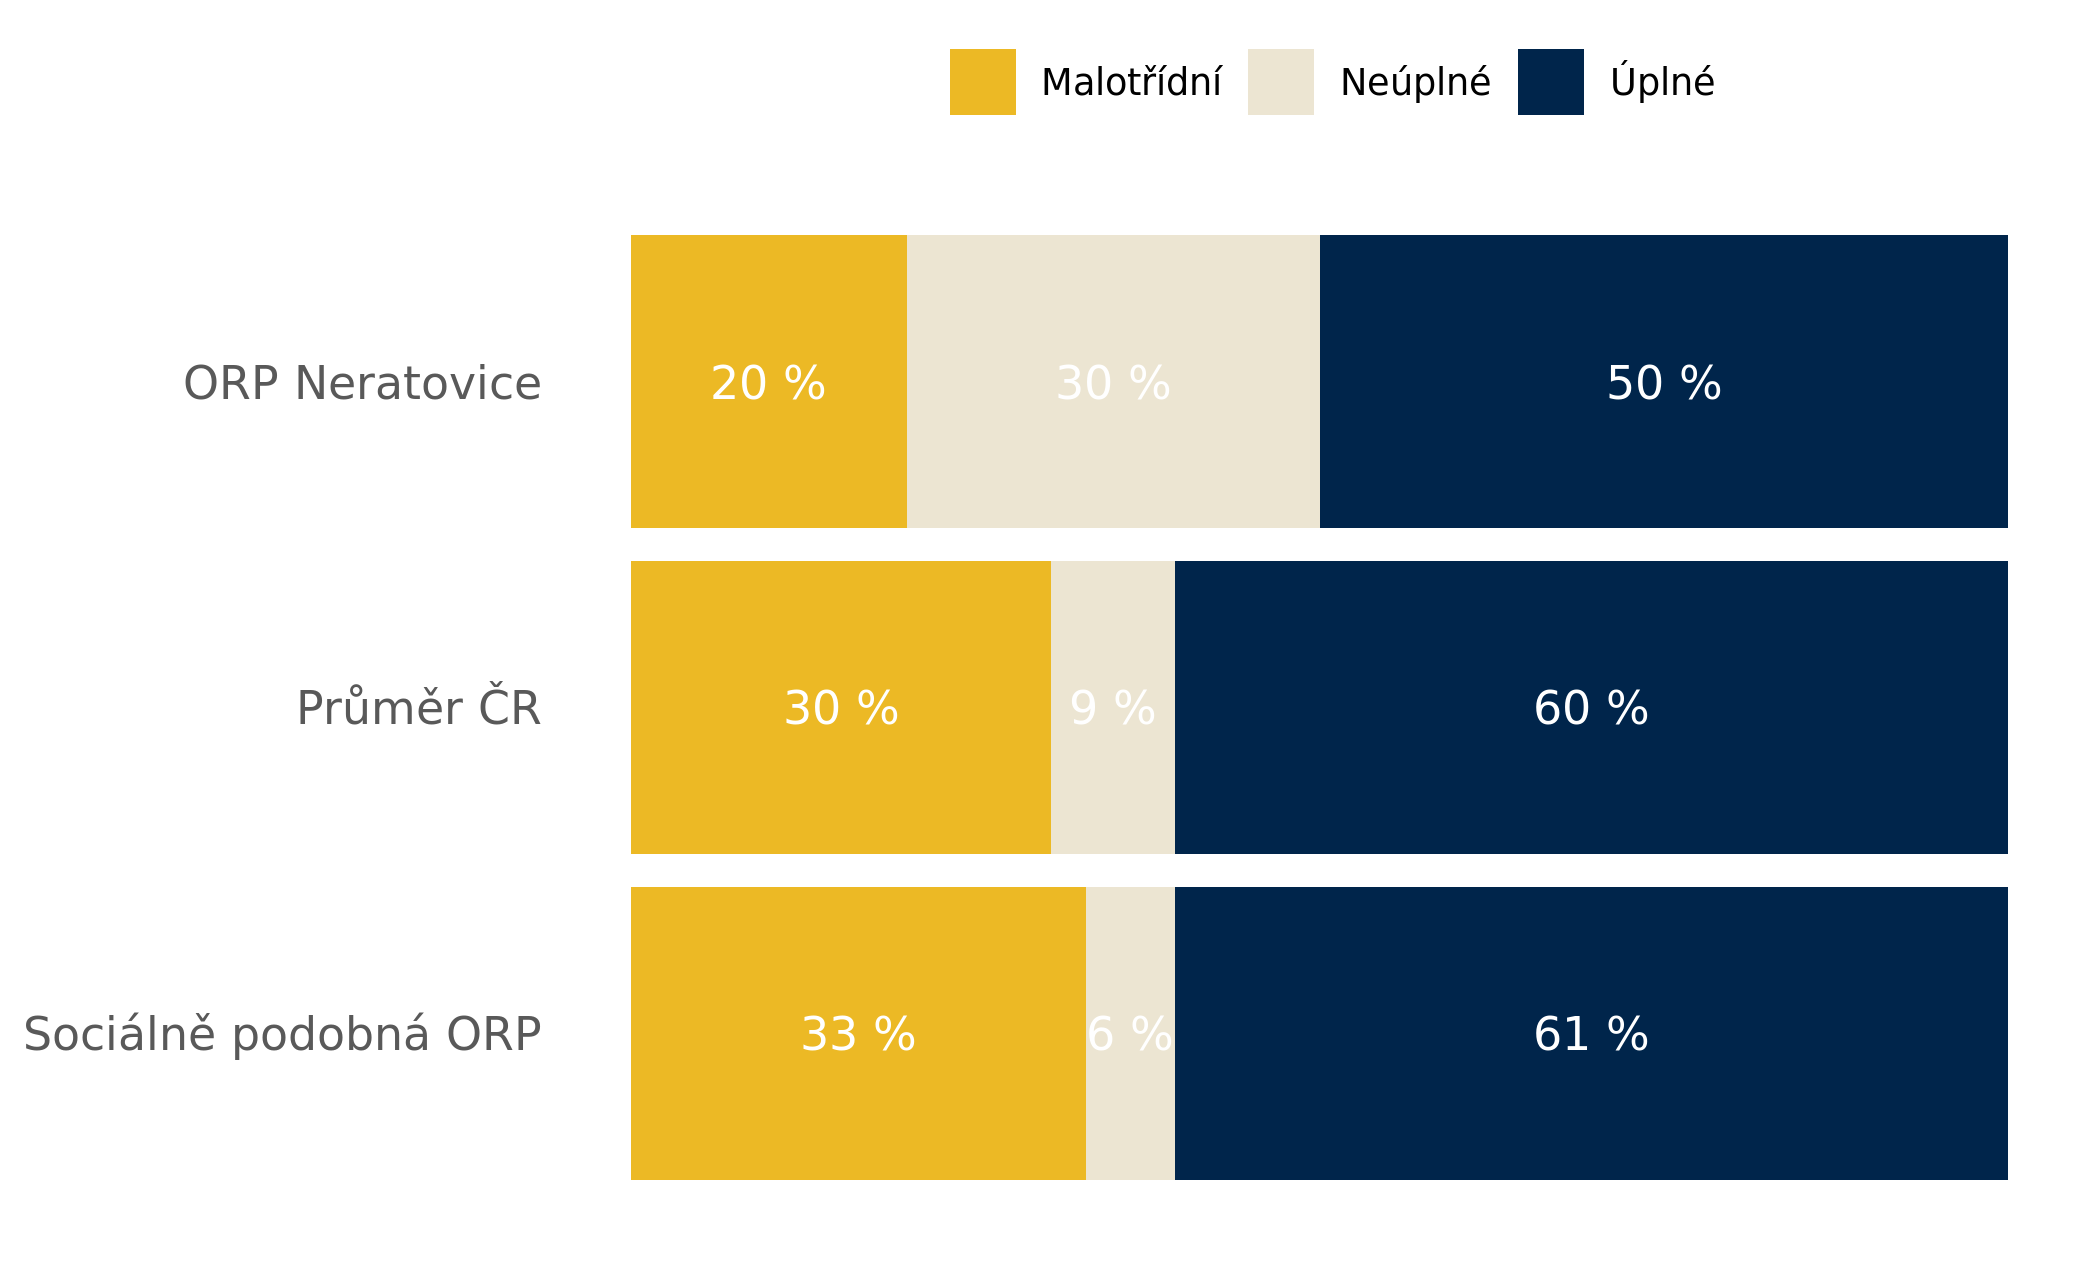 Malotřídní Neúplné Úplné
ORP Neratovice 20 % 30 % 50 %
Průměr ČR 30 % 9 % 60 %
Sociálně podobná ORP 33 % 6 % 61 %